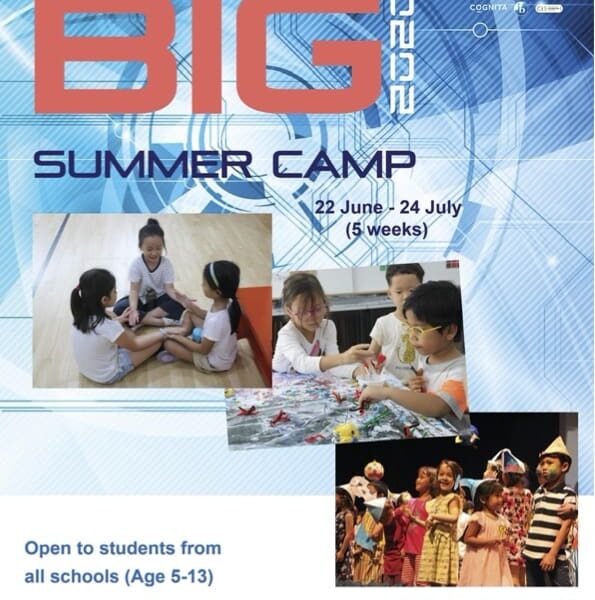 COGNITA
BIG
2020
SUMMER CAMP
22 June - 24 July
(5 weeks)
Open to students from
all schools (Age 5-13)